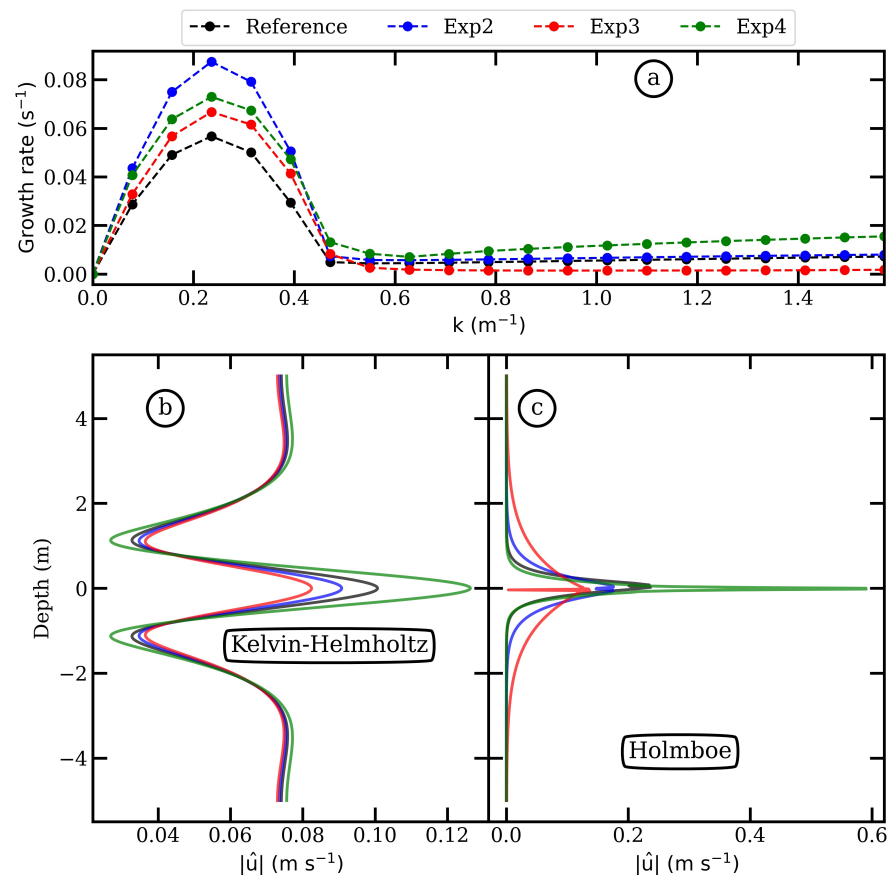 Reference Exp2 Exp3 Exp4
a
Growth rate (s⁻¹)
0.08
0.06
0.04
0.02
0.00
0.0 0.2 0.4 0.6 0.8 1.0 1.2 1.4
k (m⁻¹)
b
c
Depth (m)
4
2
0
−2
−4
Kelvin-Helmholtz
Holmboe
0.04 0.06 0.08 0.10 0.12
0.0 0.2 0.4 0.6
|û| (m s⁻¹)
|û| (m s⁻¹)